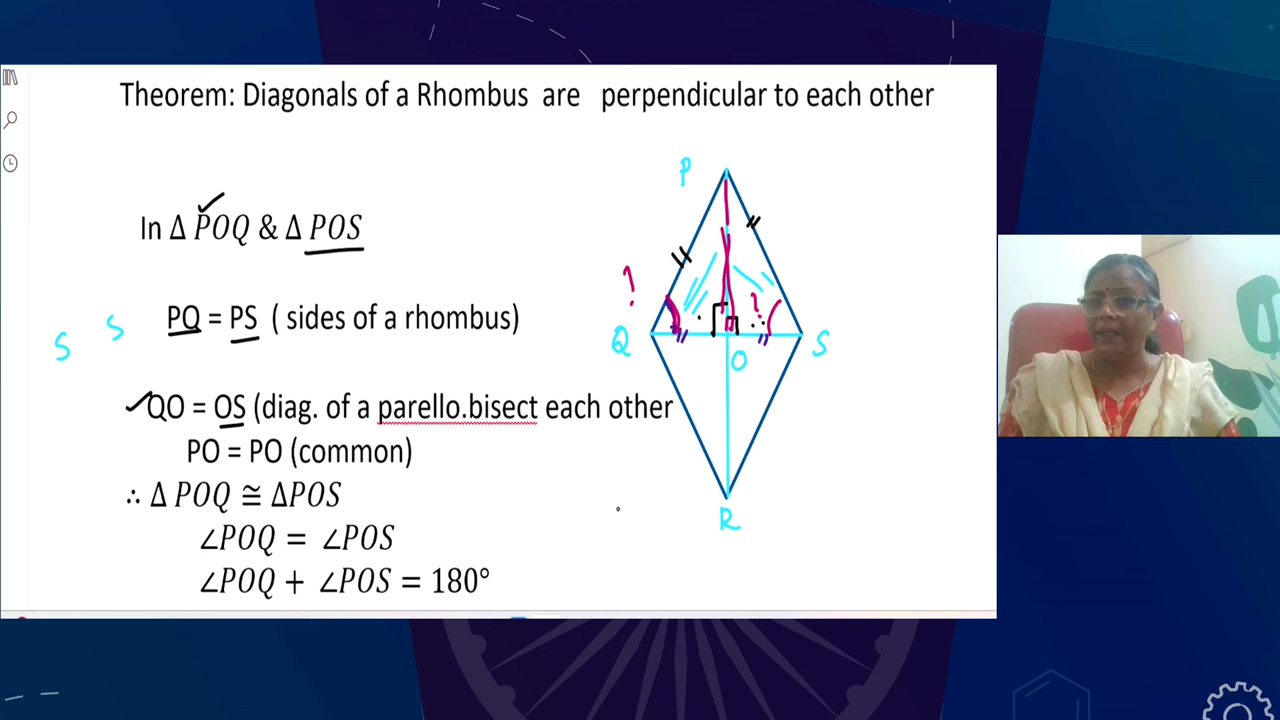 Theorem: Diagonals of a Rhombus are perpendicular to each other
P
In Δ POQ & Δ POS
?
?
S S
PQ = PS ( sides of a rhombus)
Q
O
S
QO = OS (diag. of a parello.bisect each other
PO = PO (common)
∴ Δ POQ ≅ ΔPOS
R
∠POQ = ∠POS
∠POQ + ∠POS = 180°